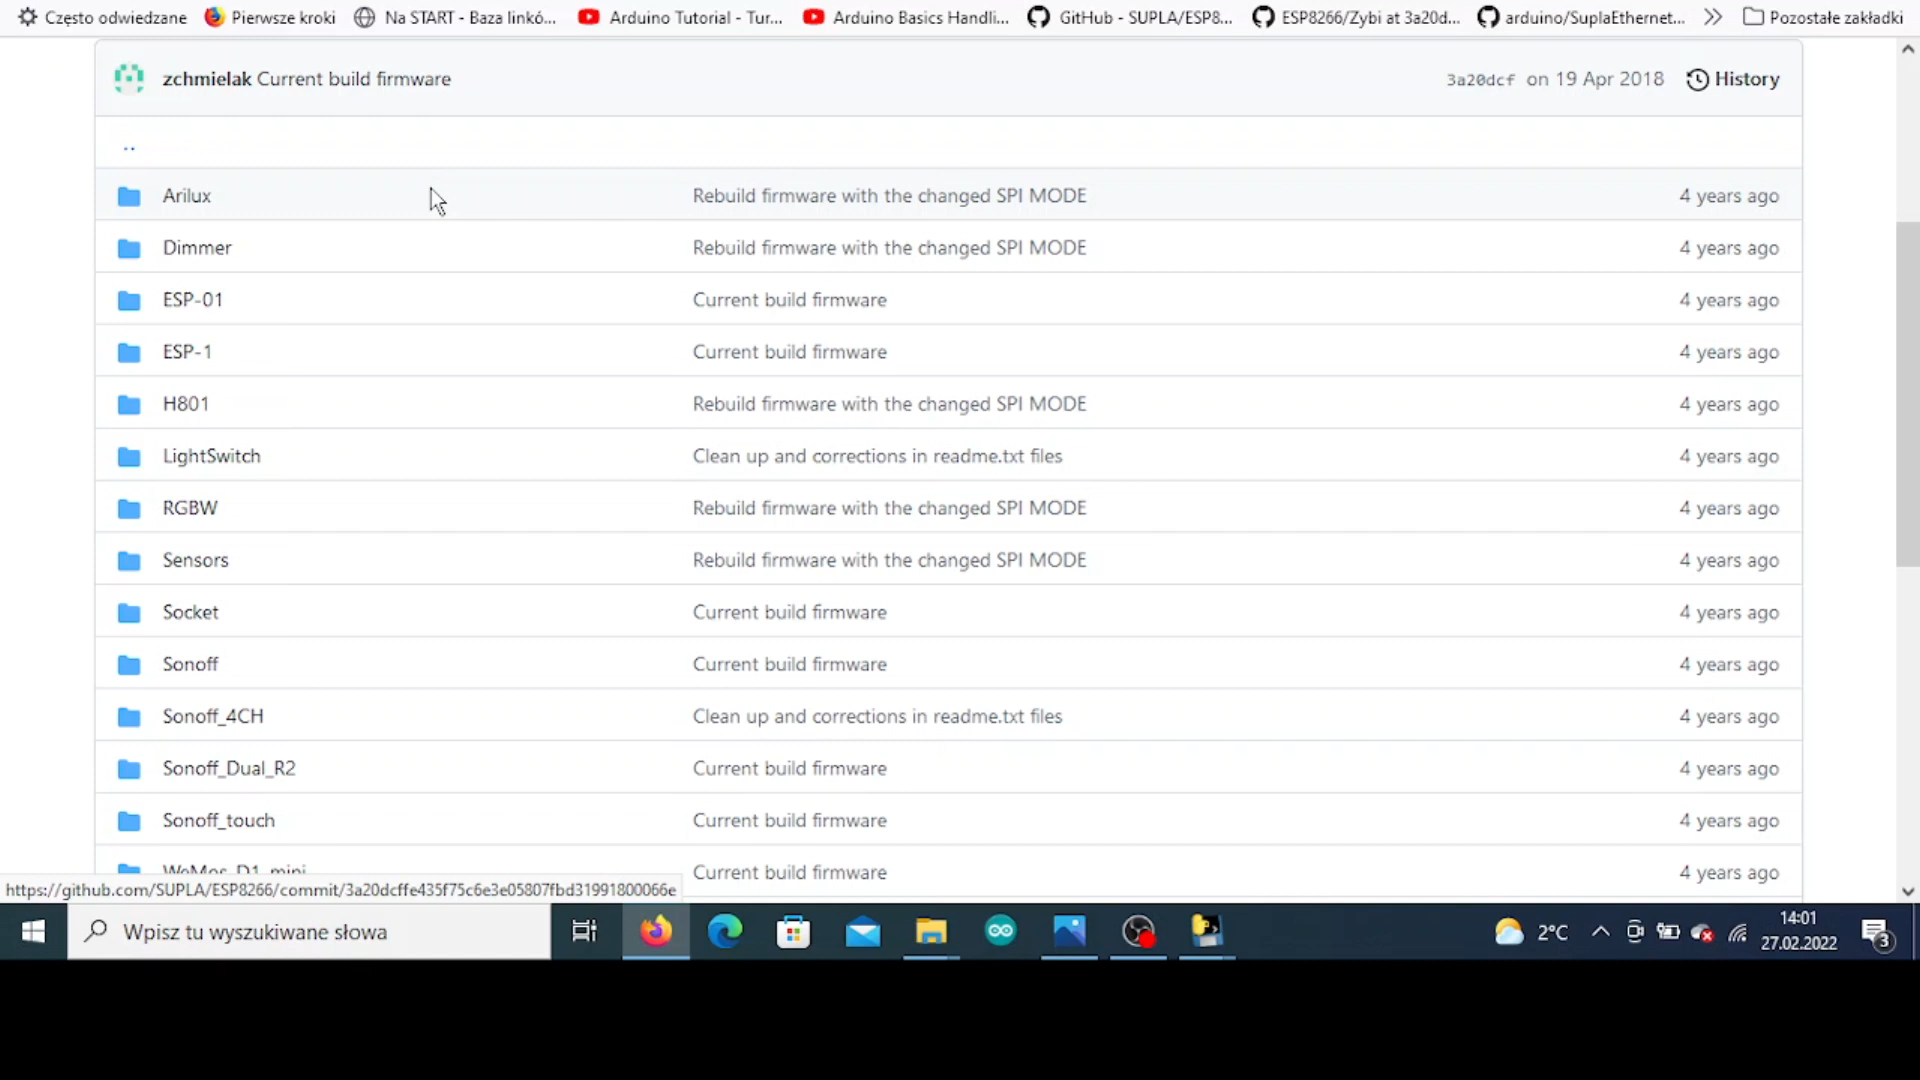 Często odwiedzane Pierwsze kroki Na START - Baza linkó... Arduino Tutorial - Tur... Arduino Basics Handli... GitHub - SUPLA/ESP8... ESP8266/Zybi at 3a20d... arduino/SuplaEthernet... Pozostałe zakładki
zchmielak Current build firmware 3a20dcf on 19 Apr 2018 History
..
Arilux Rebuild firmware with the changed SPI MODE 4 years ago
Dimmer Rebuild firmware with the changed SPI MODE 4 years ago
ESP-01 Current build firmware 4 years ago
ESP-1 Current build firmware 4 years ago
H801 Rebuild firmware with the changed SPI MODE 4 years ago
LightSwitch Clean up and corrections in readme.txt files 4 years ago
RGBW Rebuild firmware with the changed SPI MODE 4 years ago
Sensors Rebuild firmware with the changed SPI MODE 4 years ago
Socket Current build firmware 4 years ago
Sonoff Current build firmware 4 years ago
Sonoff_4CH Clean up and corrections in readme.txt files 4 years ago
Sonoff_Dual_R2 Current build firmware 4 years ago
Sonoff_touch Current build firmware 4 years ago
WeMos_D1_mini Current build firmware 4 years ago
https://github.com/SUPLA/ESP8266/commit/3a20dcffe435f75c6e3e05807fbd31991800066e
Wpisz tu wyszukiwane słowa 2°C 14:01
27.02.2022 3